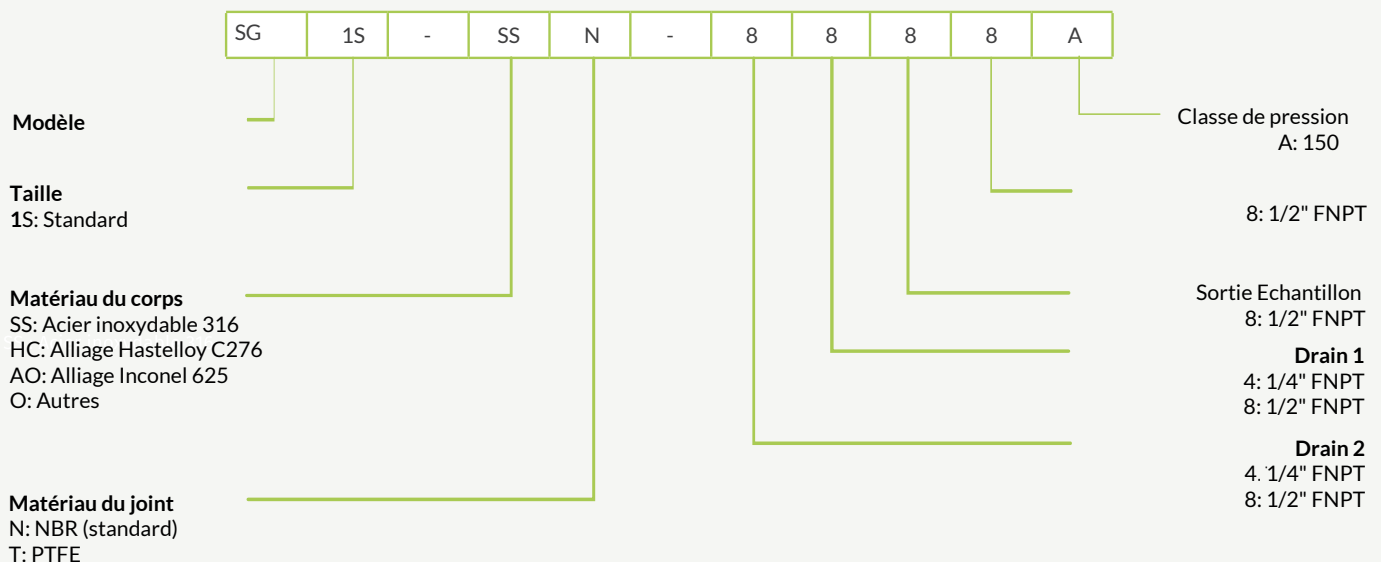 SG 1S - SS N - 8 8 8 8 A
Modèle
Taille
1S: Standard
Matériau du corps
SS: Acier inoxydable 316
HC: Alliage Hastelloy C276
AO: Alliage Inconel 625
O: Autres
Matériau du joint
N: NBR (standard)
T: PTFE
Classe de pression
A: 150
8: 1/2" FNPT
Sortie Echantillon
8: 1/2" FNPT
Drain 1
4: 1/4" FNPT
8: 1/2" FNPT
Drain 2
4. 1/4" FNPT
8: 1/2" FNPT